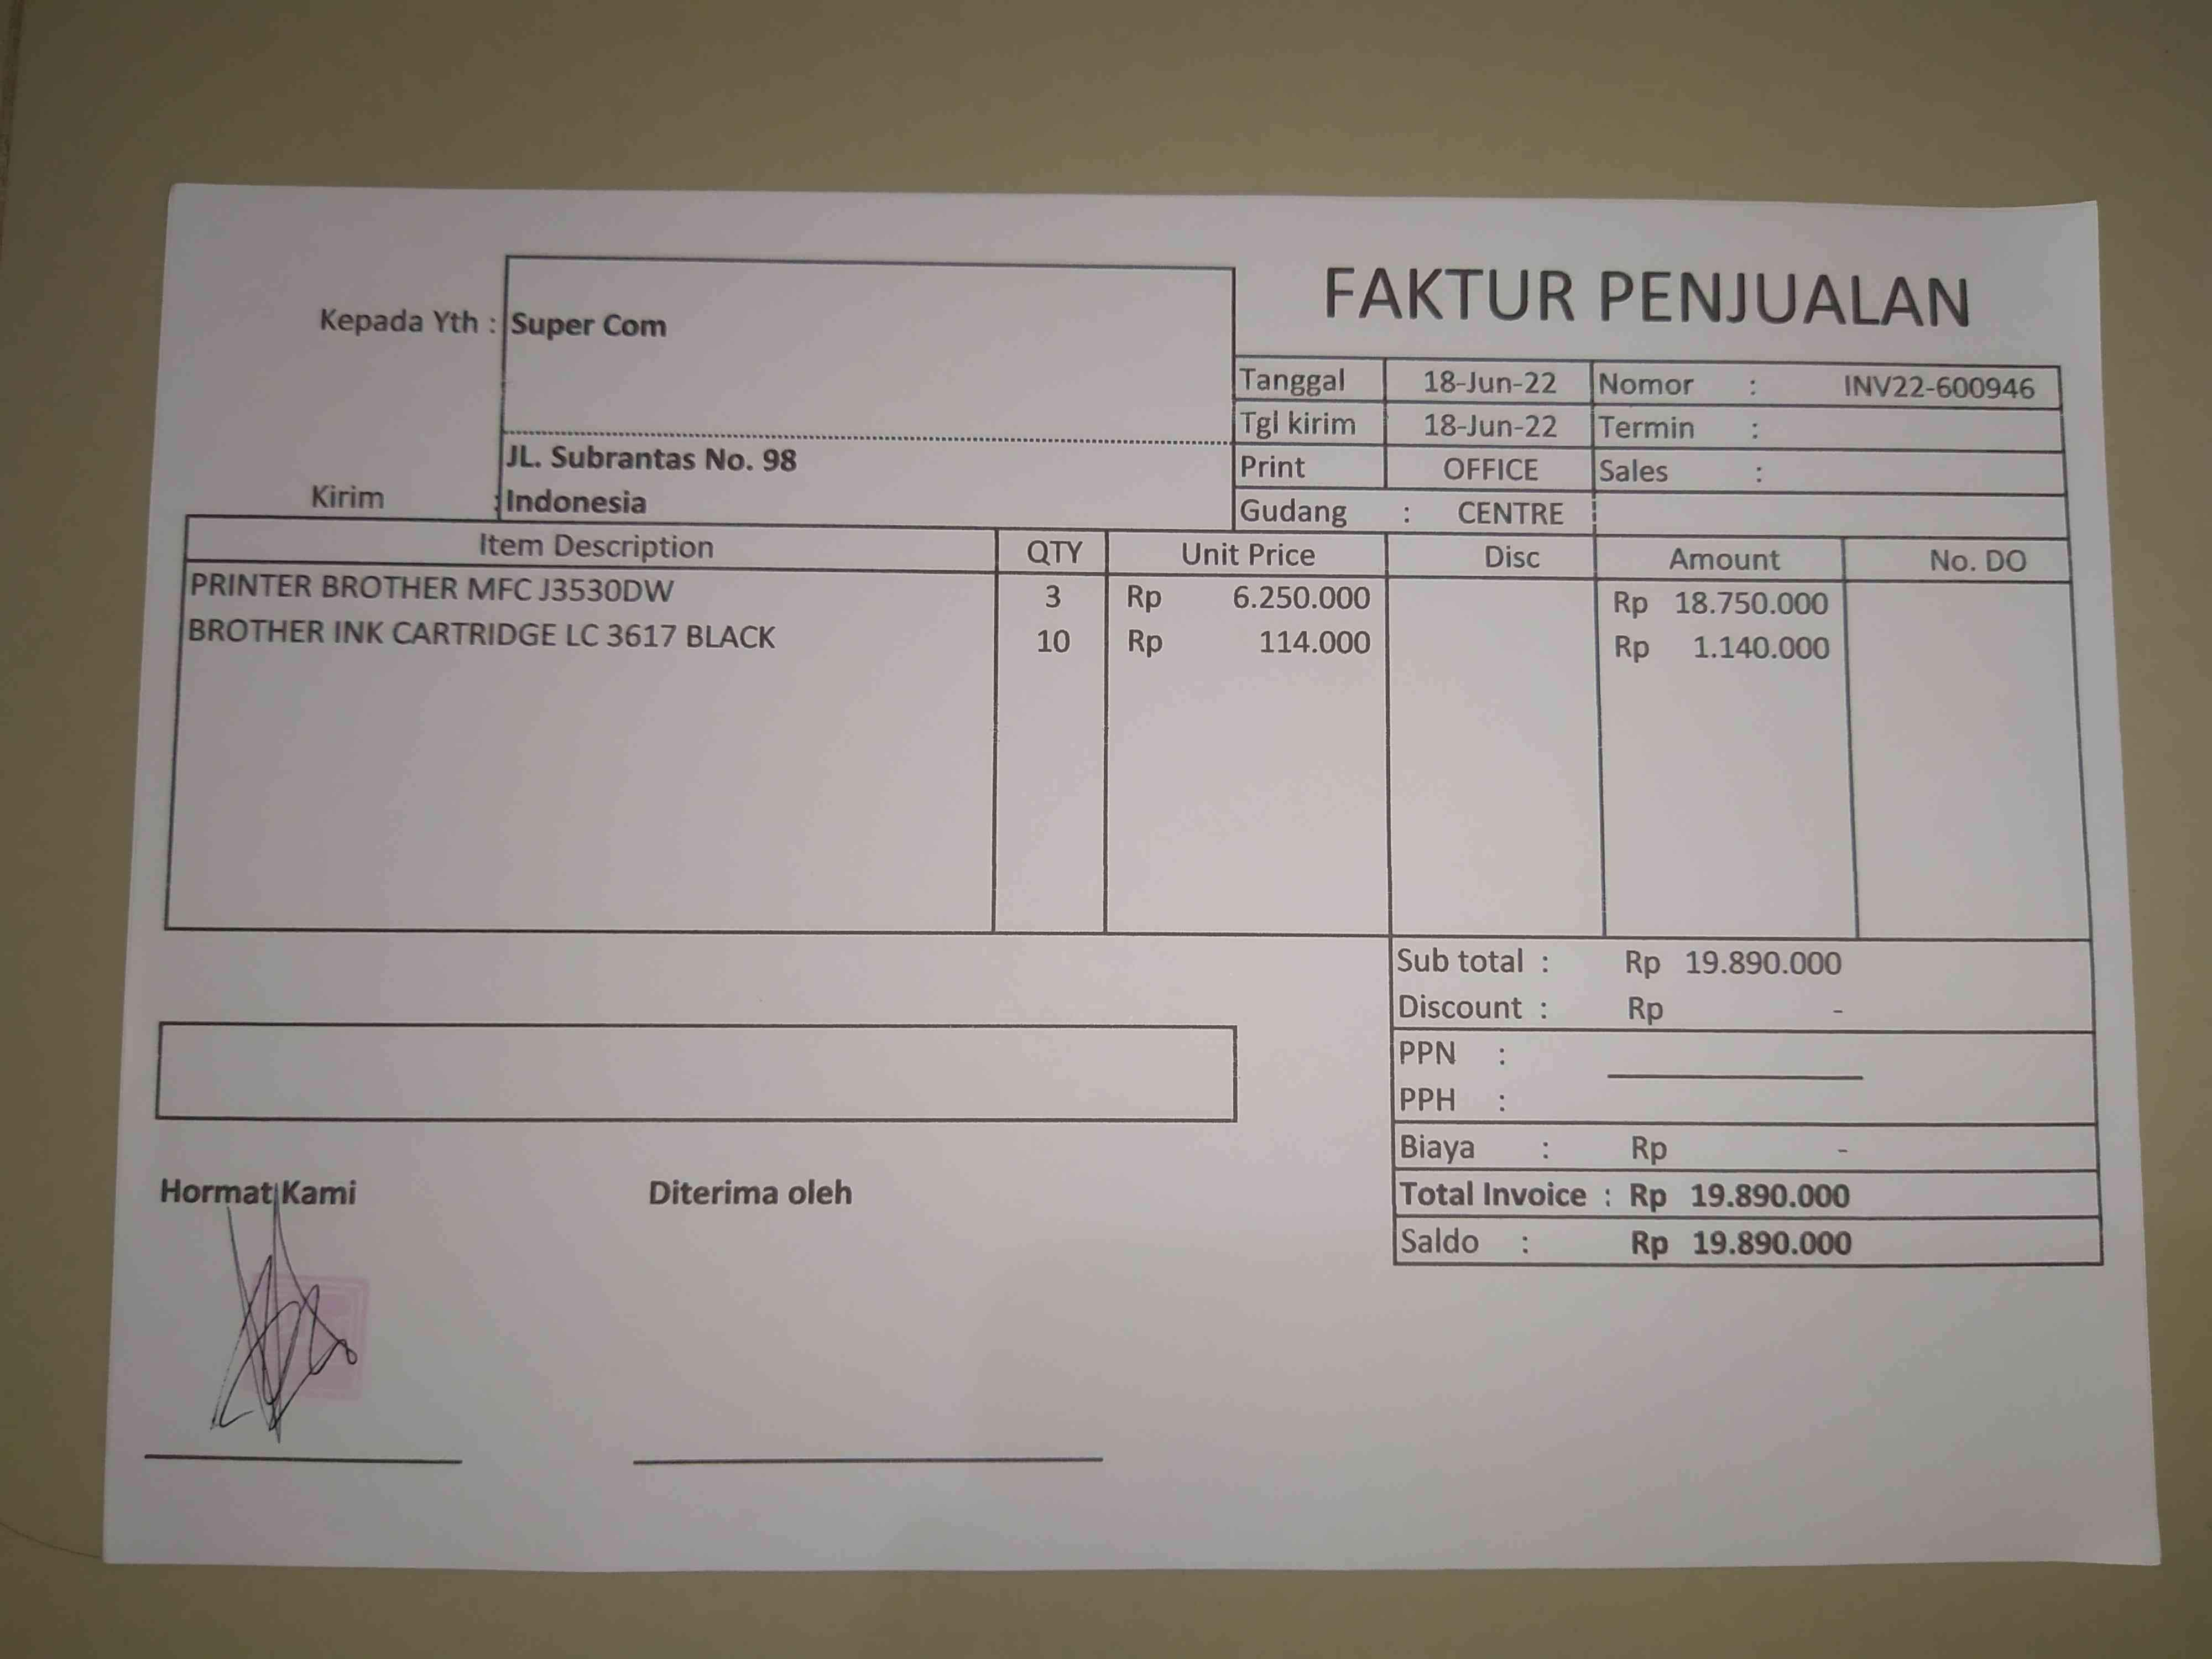 FAKTUR PENJUALAN
Kepada Yth : Super Com
JL. Subrantas No. 98
Kirim : Indonesia
Tanggal 18-Jun-22 Nomor : INV22-600946
Tgl kirim 18-Jun-22 Termin :
Print OFFICE Sales :
Gudang : CENTRE
Item Description QTY Unit Price Disc Amount No. DO
PRINTER BROTHER MFC J3530DW 3 Rp 6.250.000 Rp 18.750.000
BROTHER INK CARTRIDGE LC 3617 BLACK 10 Rp 114.000 Rp 1.140.000
Sub total : Rp 19.890.000
Discount : Rp -
PPN :
PPH :
Biaya : Rp -
Total Invoice : Rp 19.890.000
Saldo : Rp 19.890.000
Hormat Kami Diterima oleh